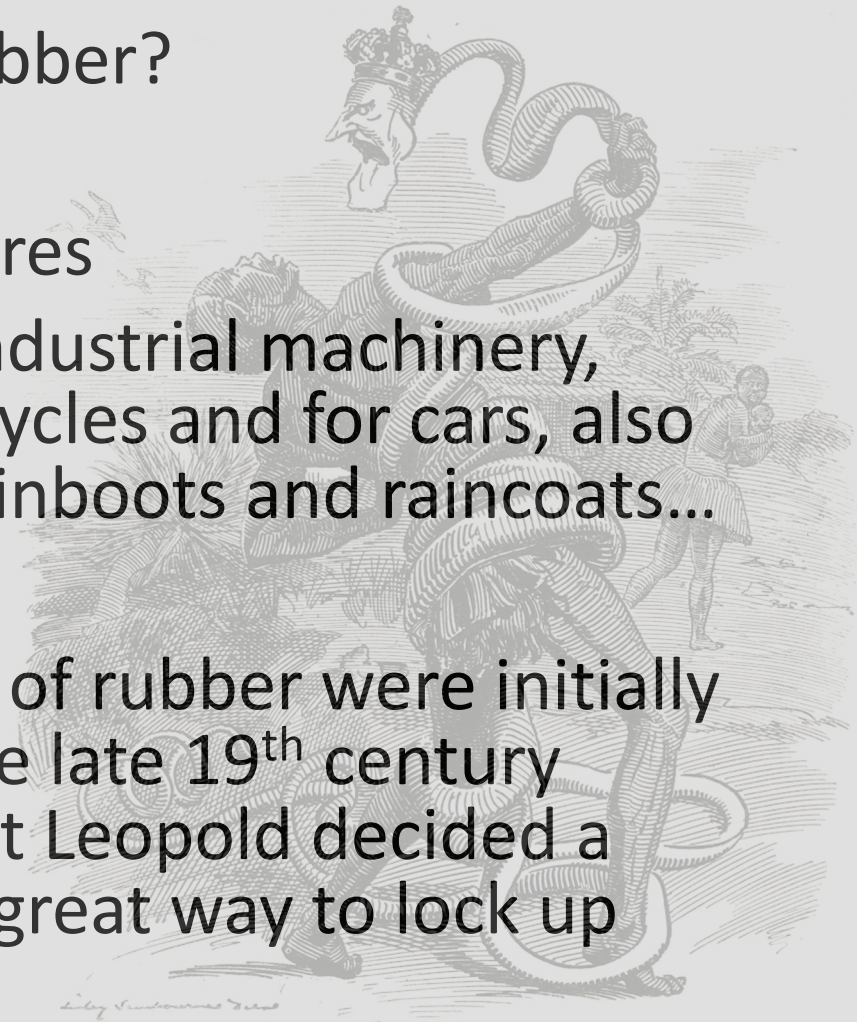 bber?
res
ndustrial machinery,
ycles and for cars, also
inboots and raincoats...
of rubber were initially
e late 19th century
t Leopold decided a
great way to lock up